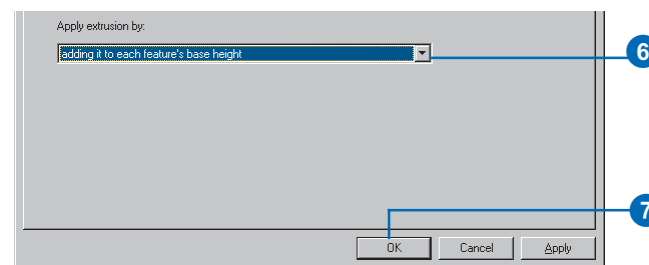 Apply extrusion by:
adding it to each feature's base height
6
7
OK Cancel Apply